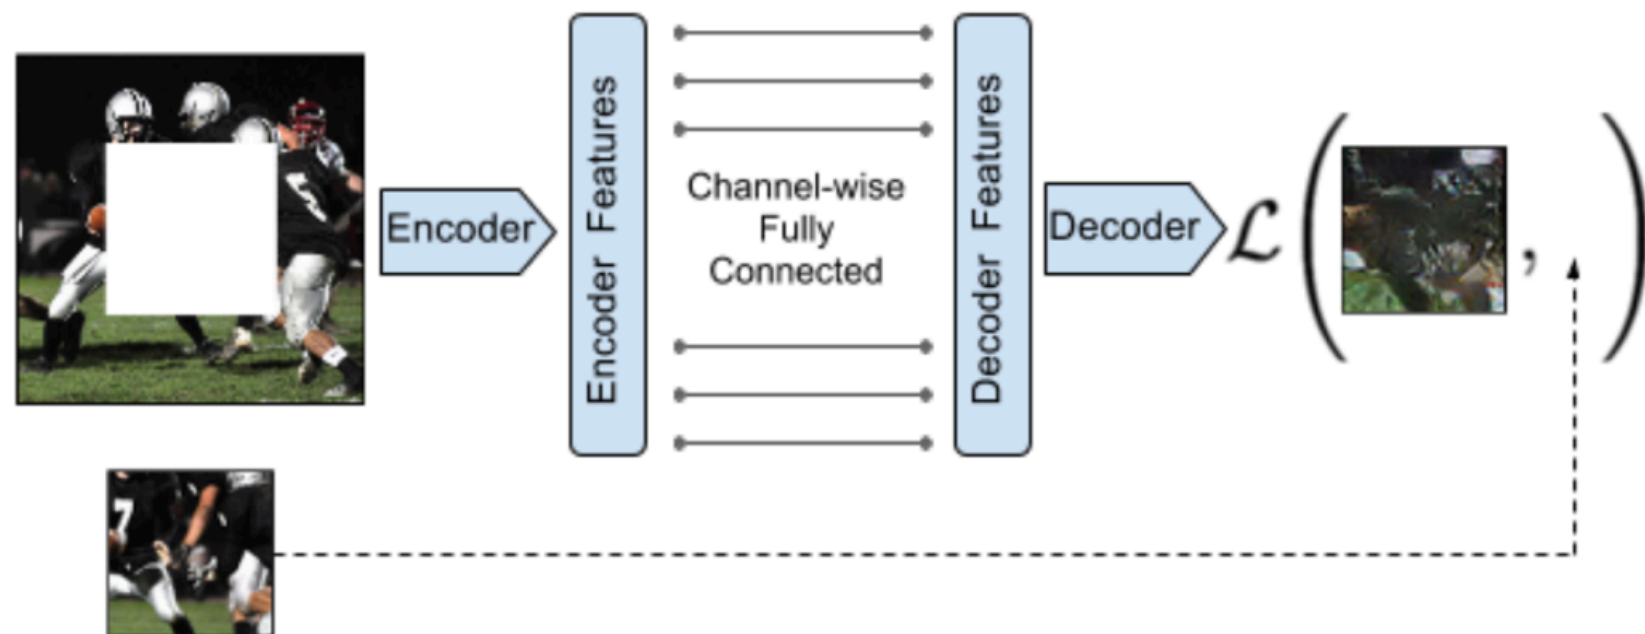 5
Encoder
Encoder Features
Channel-wise
Fully
Connected
Decoder Features
Decoder
ℒ ( , )
7